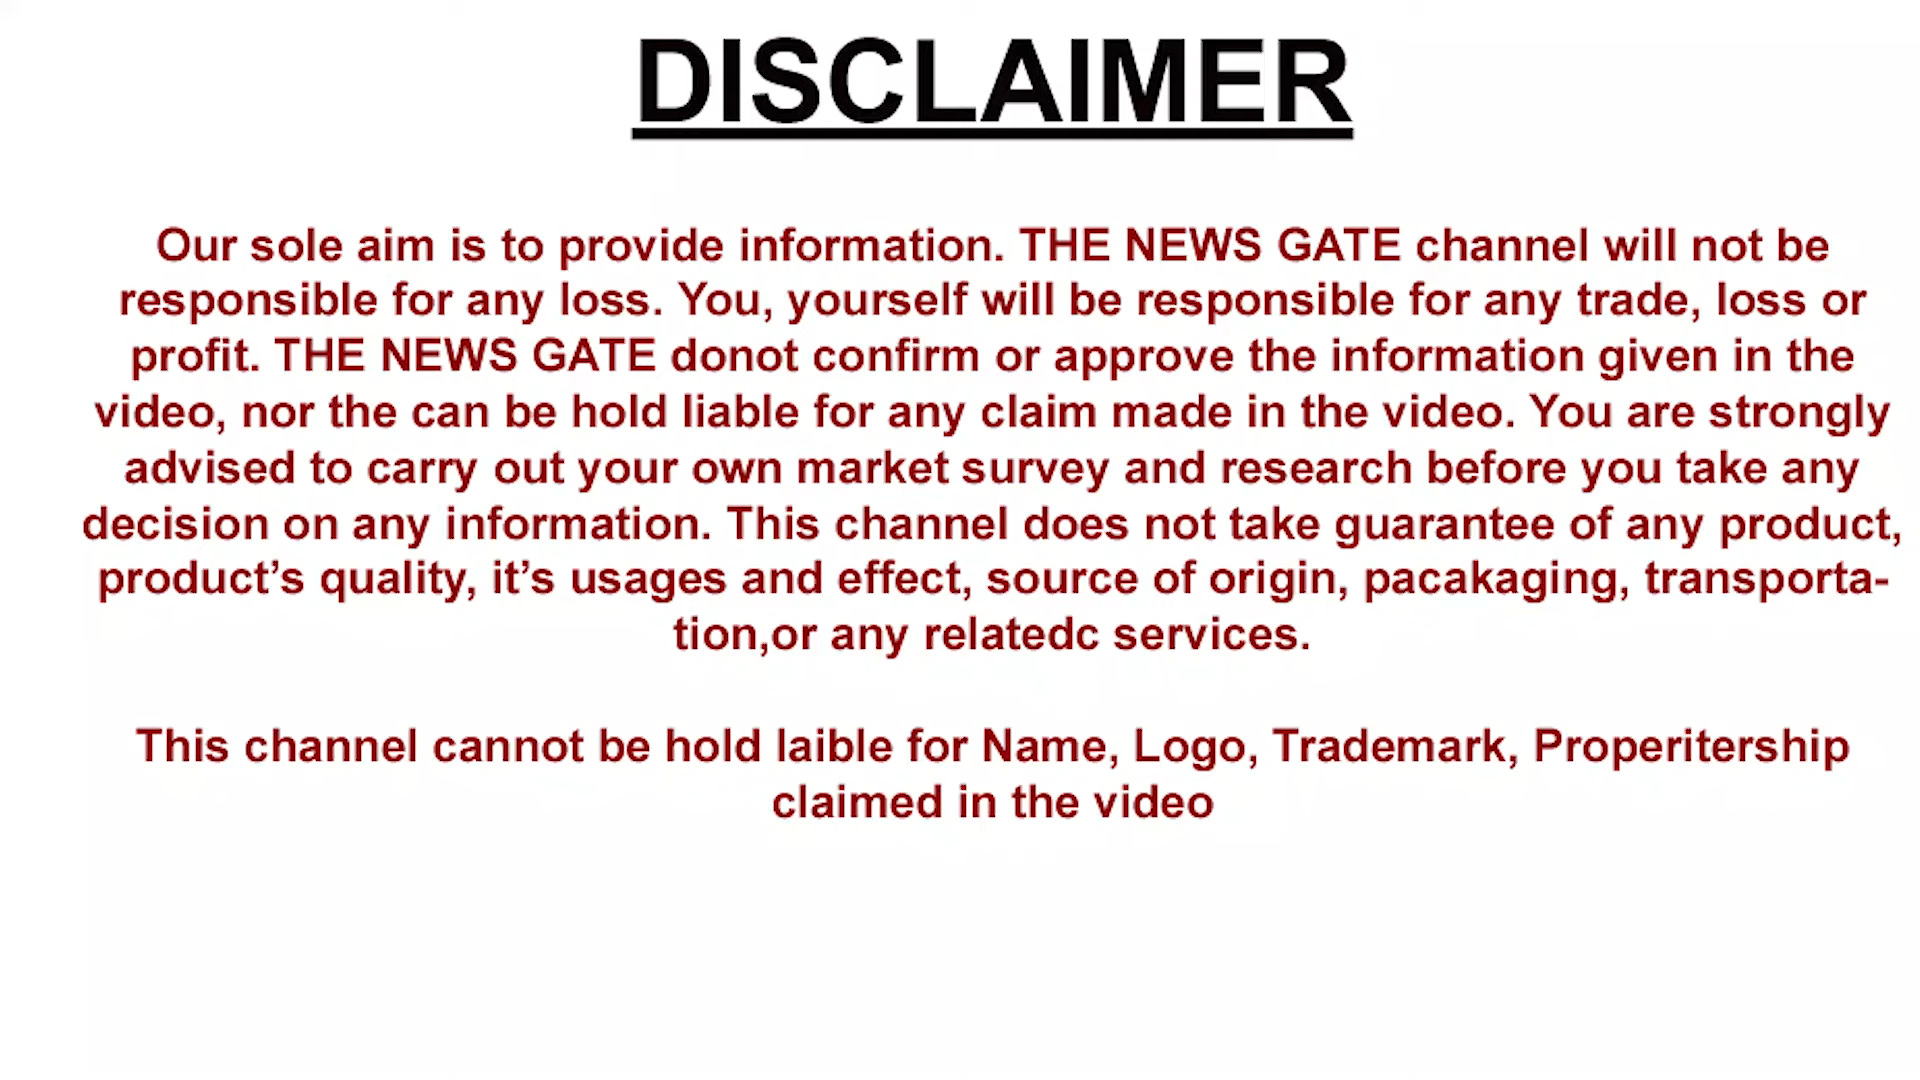 DISCLAIMER
Our sole aim is to provide information. THE NEWS GATE channel will not be
responsible for any loss. You, yourself will be responsible for any trade, loss or
profit. THE NEWS GATE donot confirm or approve the information given in the
video, nor the can be hold liable for any claim made in the video. You are strongly
advised to carry out your own market survey and research before you take any
decision on any information. This channel does not take guarantee of any product,
product’s quality, it’s usages and effect, source of origin, pacakaging, transporta-
tion,or any relatedc services.
This channel cannot be hold laible for Name, Logo, Trademark, Properitership
claimed in the video